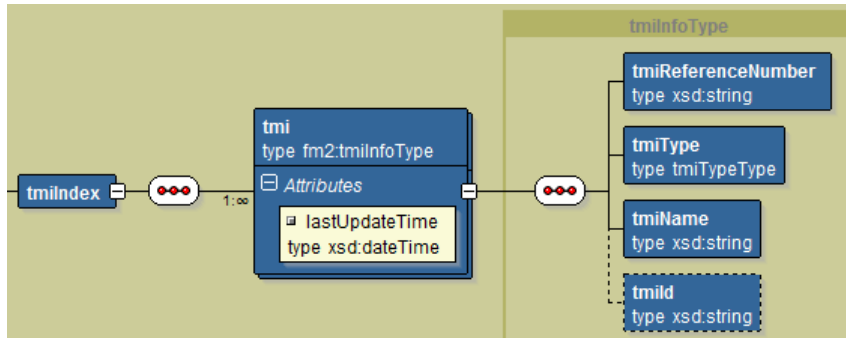 tmiInfoType
tmiReferenceNumber
type xsd:string
tmi
type fm2:tmiInfoType
tmiType
type tmiTypeType
Attributes
tmiIndex
1:∞
lastUpdateTime
type xsd:dateTime
tmiName
type xsd:string
tmiId
type xsd:string